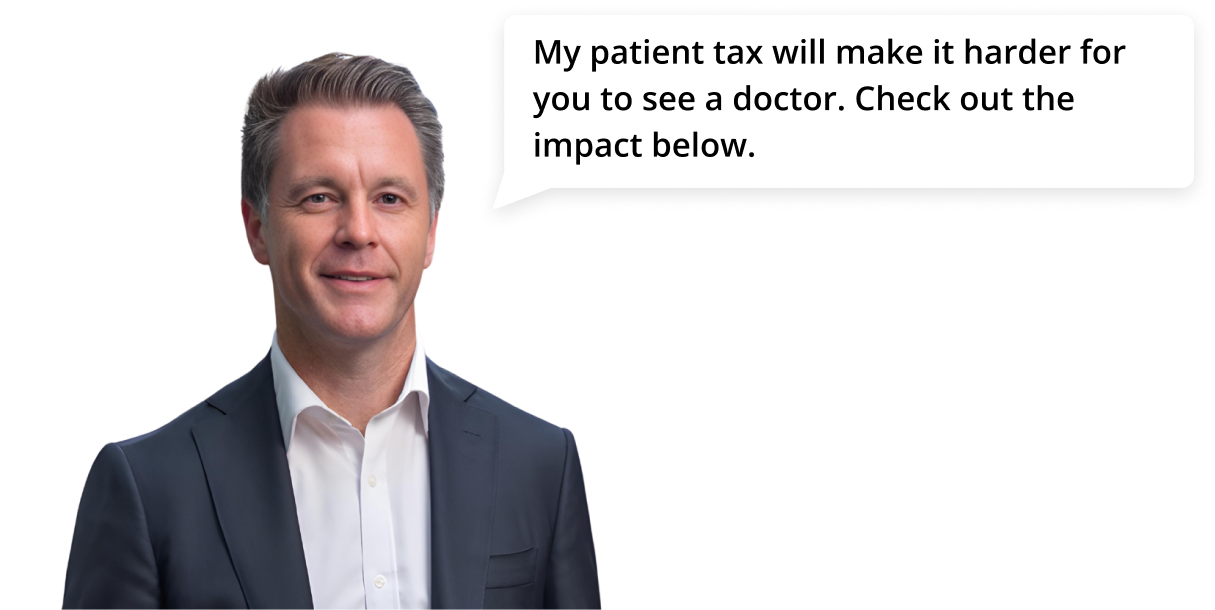 My patient tax will make it harder for
you to see a doctor. Check out the
impact below.